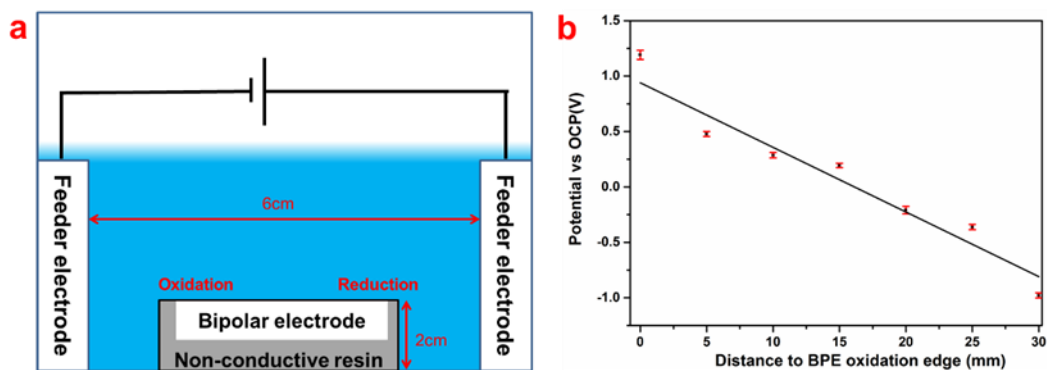 a
Feeder electrode
6cm
Feeder electrode
Oxidation
Reduction
Bipolar electrode
2cm
Non-conductive resin
b
Potential vs OCP(V)
1.5
1.0
0.5
0.0
-0.5
-1.0
0 5 10 15 20 25 30
Distance to BPE oxidation edge (mm)